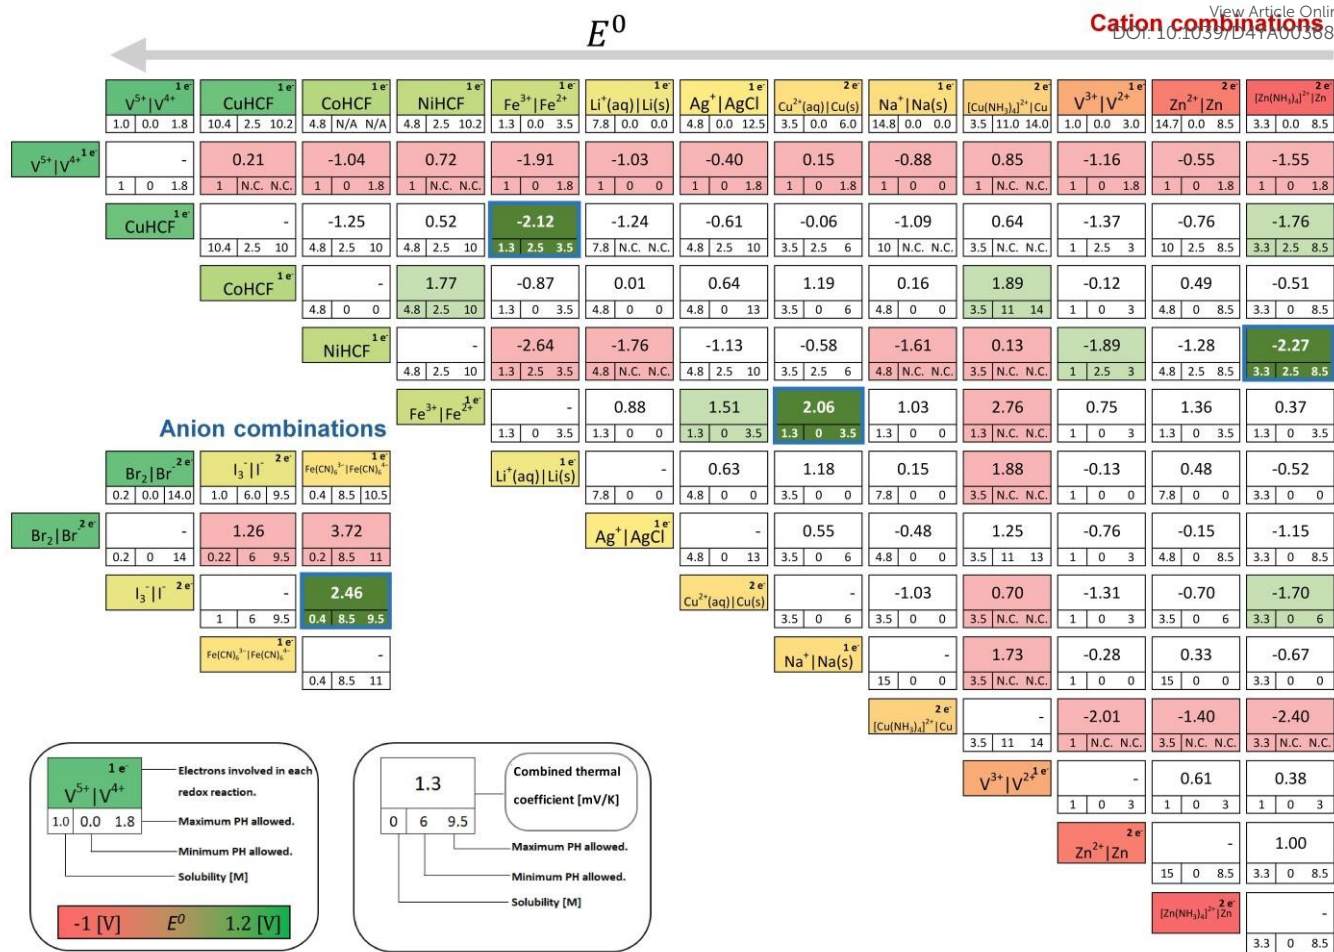 View Article Onlin
Cation combinations
DOI: 10.1039/D4YA00368
E⁰
1 e⁻ 1 e⁻ 1 e⁻ 1 e⁻ 1 e⁻ 1 e⁻ 1 e⁻ 2 e⁻ 1 e⁻ 2 e⁻ 1 e⁻ 2 e⁻ 2 e⁻
V⁵⁺|V⁴⁺ CuHCF CoHCF NiHCF Fe³⁺|Fe²⁺ Li⁺(aq)|Li(s) Ag⁺|AgCl Cu²⁺(aq)|Cu(s) Na⁺|Na(s) [Cu(NH₃)₄]²⁺|Cu V³⁺|V²⁺ Zn²⁺|Zn [Zn(NH₃)₄]²⁺|Zn
1.0 0.0 1.8 10.4 2.5 10.2 4.8 N/A N/A 4.8 2.5 10.2 1.3 0.0 3.5 7.8 0.0 0.0 4.8 0.0 12.5 3.5 0.0 6.0 14.8 0.0 0.0 3.5 11.0 14.0 1.0 0.0 3.0 14.7 0.0 8.5 3.3 0.0 8.5
V⁵⁺|V⁴⁺ 1 e⁻ - 0.21 -1.04 0.72 -1.91 -1.03 -0.40 0.15 -0.88 0.85 -1.16 -0.55 -1.55
1 0 1.8 1 N.C. N.C. 1 0 1.8 1 N.C. N.C. 1 0 1.8 1 0 0 1 0 1.8 1 0 1.8 1 0 0 1 N.C. N.C. 1 0 1.8 1 0 1.8 1 0 1.8
CuHCF 1 e⁻ - -1.25 0.52 -2.12 -1.24 -0.61 -0.06 -1.09 0.64 -1.37 -0.76 -1.76
10.4 2.5 10 4.8 2.5 10 4.8 2.5 10 1.3 2.5 3.5 7.8 N.C. N.C. 4.8 2.5 10 3.5 2.5 6 10 N.C. N.C. 3.5 N.C. N.C. 1 2.5 3 10 2.5 8.5 3.3 2.5 8.5
CoHCF 1 e⁻ - 1.77 -0.87 0.01 0.64 1.19 0.16 1.89 -0.12 0.49 -0.51
4.8 0 0 4.8 2.5 10 1.3 0 3.5 4.8 0 0 4.8 0 13 3.5 0 6 4.8 0 0 3.5 11 14 1 0 3 4.8 0 8.5 3.3 0 8.5
NiHCF 1 e⁻ - -2.64 -1.76 -1.13 -0.58 -1.61 0.13 -1.89 -1.28 -2.27
4.8 2.5 10 1.3 2.5 3.5 4.8 N.C. N.C. 4.8 2.5 10 3.5 2.5 6 4.8 N.C. N.C. 3.5 N.C. N.C. 1 2.5 3 4.8 2.5 8.5 3.3 2.5 8.5
Fe³⁺|Fe²⁺ 1 e⁻ - 0.88 1.51 2.06 1.03 2.76 0.75 1.36 0.37
1.3 0 3.5 1.3 0 0 1.3 0 3.5 1.3 0 3.5 1.3 0 0 1.3 N.C. N.C. 1 0 3 1.3 0 3.5 1.3 0 3.5
Anion combinations
Br₂|Br⁻ 2 e⁻ I₃⁻|I⁻ 2 e⁻ Fe(CN)₆³⁻|Fe(CN)₆⁴⁻ 1 e⁻
0.2 0.0 14.0 1.0 6.0 9.5 0.4 8.5 10.5
Li⁺(aq)|Li(s) 1 e⁻ - 0.63 1.18 0.15 1.88 -0.13 0.48 -0.52
7.8 0 0 4.8 0 0 3.5 0 0 7.8 0 0 3.5 N.C. N.C. 1 0 0 7.8 0 0 3.3 0 0
Br₂|Br⁻ 2 e⁻ - 1.26 3.72
0.2 0 14 0.22 6 9.5 0.2 8.5 11
Ag⁺|AgCl 1 e⁻ - 0.55 -0.48 1.25 -0.76 -0.15 -1.15
4.8 0 13 3.5 0 6 4.8 0 0 3.5 11 13 1 0 3 4.8 0 8.5 3.3 0 8.5
I₃⁻|I⁻ 2 e⁻ - 2.46
1 6 9.5 0.4 8.5 9.5
Cu²⁺(aq)|Cu(s) 2 e⁻ - -1.03 0.70 -1.31 -0.70 -1.70
3.5 0 6 3.5 0 0 3.5 N.C. N.C. 1 0 3 3.5 0 6 3.3 0 6
Fe(CN)₆³⁻|Fe(CN)₆⁴⁻ 1 e⁻ -
0.4 8.5 11
Na⁺|Na(s) 1 e⁻ - 1.73 -0.28 0.33 -0.67
15 0 0 3.5 N.C. N.C. 1 0 0 15 0 0 3.3 0 0
[Cu(NH₃)₄]²⁺|Cu 2 e⁻ - -2.01 -1.40 -2.40
3.5 11 14 1 N.C. N.C. 3.5 N.C. N.C. 3.3 N.C. N.C.
V³⁺|V²⁺ 1 e⁻ - 0.61 0.38
1 0 3 1 0 3 1 0 3
Zn²⁺|Zn 2 e⁻ - 1.00
15 0 8.5 3.3 0 8.5
[Zn(NH₃)₄]²⁺|Zn 2 e⁻ -
3.3 0 8.5
1 e⁻
V⁵⁺|V⁴⁺
1.0 0.0 1.8
Electrons involved in each
redox reaction.
Maximum PH allowed.
Minimum PH allowed.
Solubility [M]
-1 [V] E⁰ 1.2 [V]
1.3
0 6 9.5
Combined thermal
coefficient [mV/K]
Maximum PH allowed.
Minimum PH allowed.
Solubility [M]